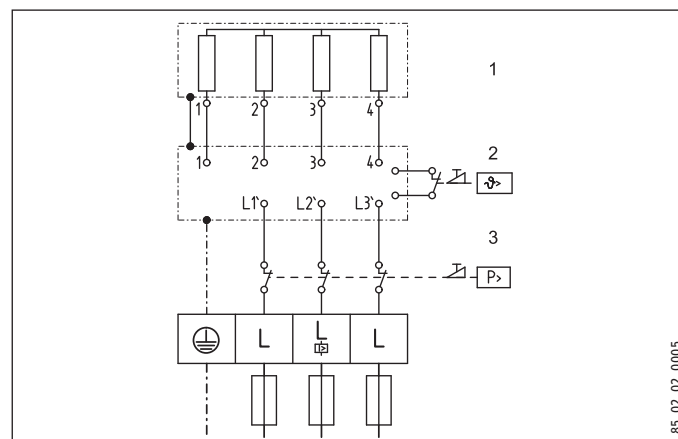 1
1 2 3 4
1 2 3 4
2
ϑ>
L1` L2` L3`
3
P>
L L L
I>
85_02_02_0005